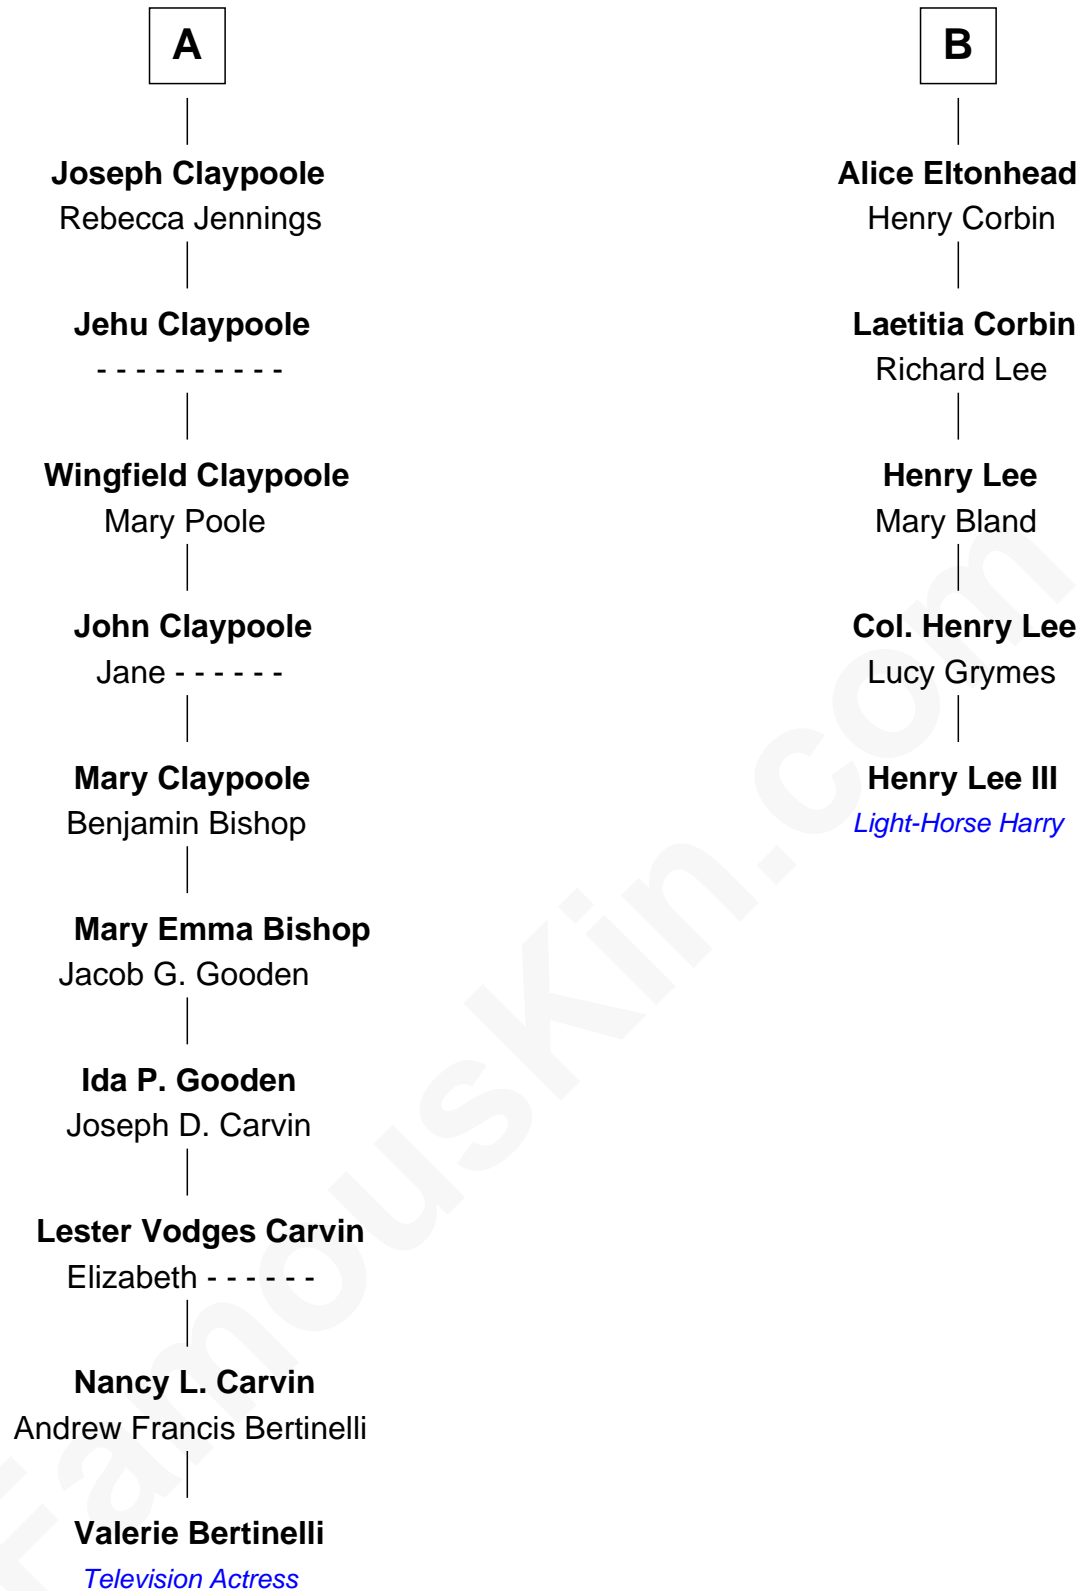 A
Joseph Claypoole
Rebecca Jennings
Jehu Claypoole
- - - - - - - - - -
Wingfield Claypoole
Mary Poole
John Claypoole
Jane - - - - - -
Mary Claypoole
Benjamin Bishop
Mary Emma Bishop
Jacob G. Gooden
Ida P. Gooden
Joseph D. Carvin
Lester Vodges Carvin
Elizabeth - - - - - -
Nancy L. Carvin
Andrew Francis Bertinelli
Valerie Bertinelli
Television Actress
B
Alice Eltonhead
Henry Corbin
Laetitia Corbin
Richard Lee
Henry Lee
Mary Bland
Col. Henry Lee
Lucy Grymes
Henry Lee III
Light-Horse Harry
FamousKin.com